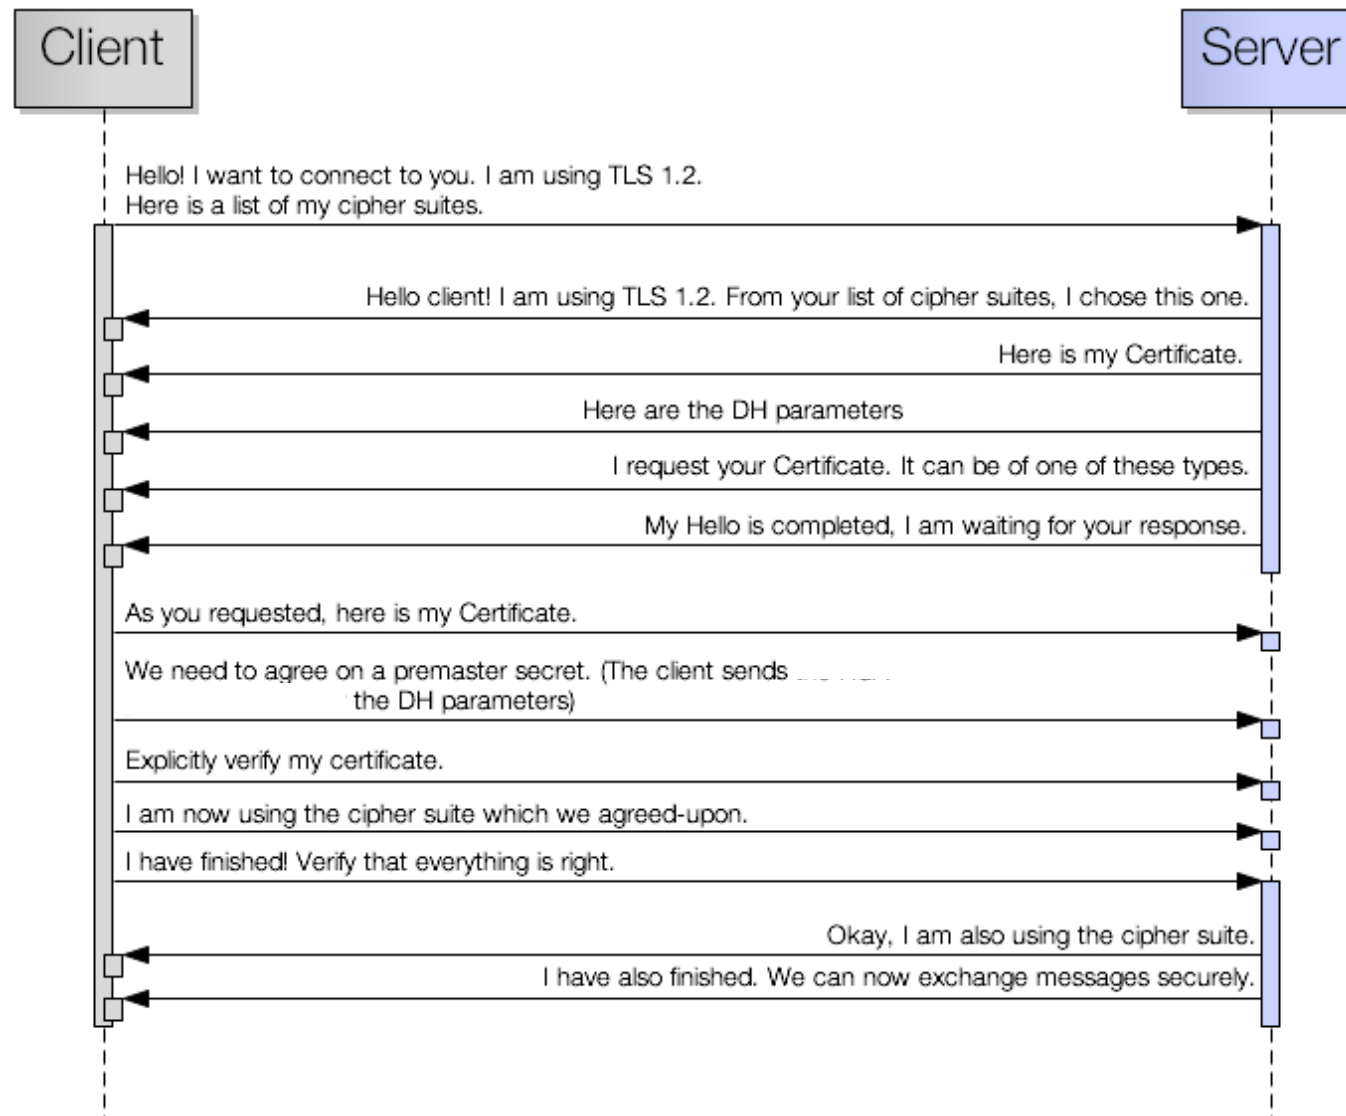 Client
Server
Hello! I want to connect to you. I am using TLS 1.2.
Here is a list of my cipher suites.
Hello client! I am using TLS 1.2. From your list of cipher suites, I chose this one.
Here is my Certificate.
Here are the DH parameters
I request your Certificate. It can be of one of these types.
My Hello is completed, I am waiting for your response.
As you requested, here is my Certificate.
We need to agree on a premaster secret. (The client sends
the DH parameters)
Explicitly verify my certificate.
I am now using the cipher suite which we agreed-upon.
I have finished! Verify that everything is right.
Okay, I am also using the cipher suite.
I have also finished. We can now exchange messages securely.